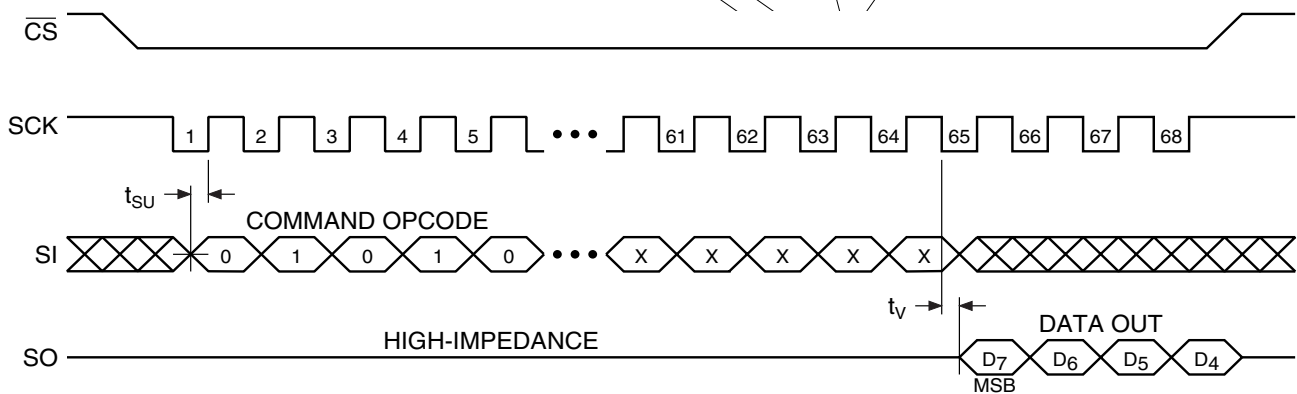 CS
SCK 1 2 3 4 5 ••• 61 62 63 64 65 66 67 68
tSU
COMMAND OPCODE
SI 0 1 0 1 0 ••• X X X X X
tV
HIGH-IMPEDANCE
DATA OUT
SO D7 D6 D5 D4
MSB